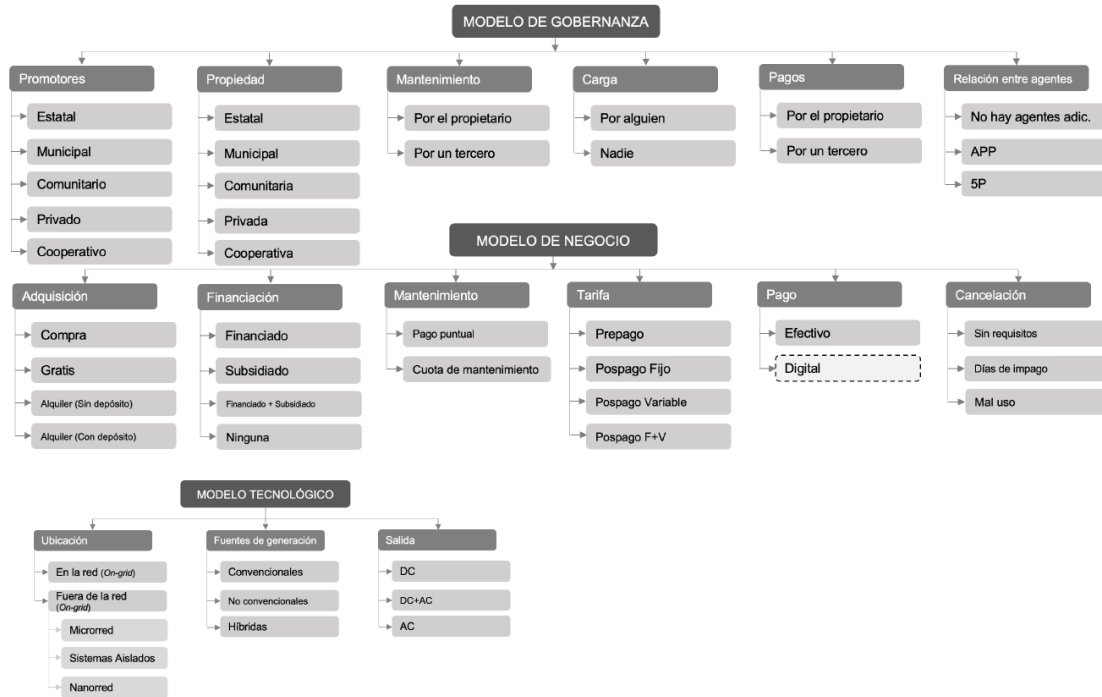 MODELO DE GOBERNANZA
Promotores
Estatal
Municipal
Comunitario
Privado
Cooperativo
Propiedad
Estatal
Municipal
Comunitaria
Privada
Cooperativa
Mantenimiento
Por el propietario
Por un tercero
Carga
Por alguien
Nadie
Pagos
Por el propietario
Por un tercero
Relación entre agentes
No hay agentes adic.
APP
5P
MODELO DE NEGOCIO
Adquisición
Compra
Gratis
Alquiler (Sin depósito)
Alquiler (Con depósito)
Financiación
Financiado
Subsidiado
Financiado + Subsidiado
Ninguna
Mantenimiento
Pago puntual
Cuota de mantenimiento
Tarifa
Prepago
Pospago Fijo
Pospago Variable
Pospago F+V
Pago
Efectivo
Digital
Cancelación
Sin requisitos
Días de impago
Mal uso
MODELO TECNOLÓGICO
Ubicación
En la red (On-grid)
Fuera de la red
(On-grid)
Microrred
Sistemas Aislados
Nanorred
Fuentes de generación
Convencionales
No convencionales
Híbridas
Salida
DC
DC+AC
AC